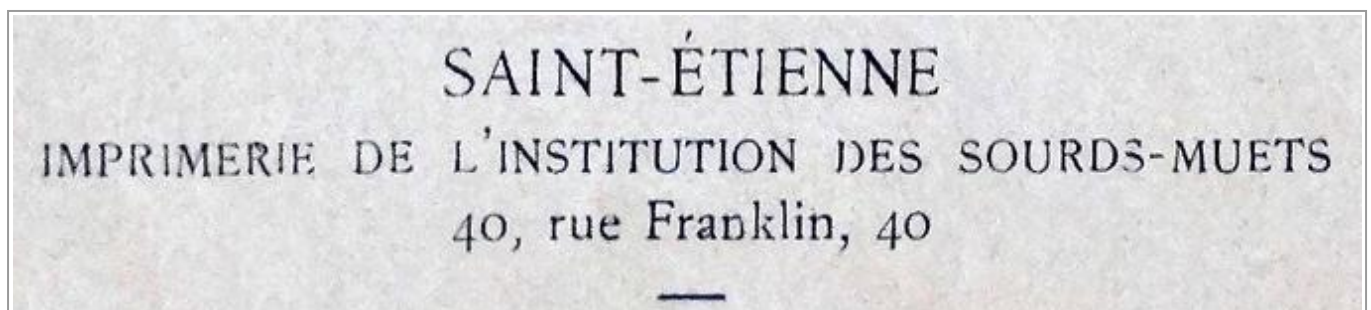 SAINT-ÉTIENNE
IMPRIMERIE DE L'INSTITUTION DES SOURDS-MUETS
40, rue Franklin, 40